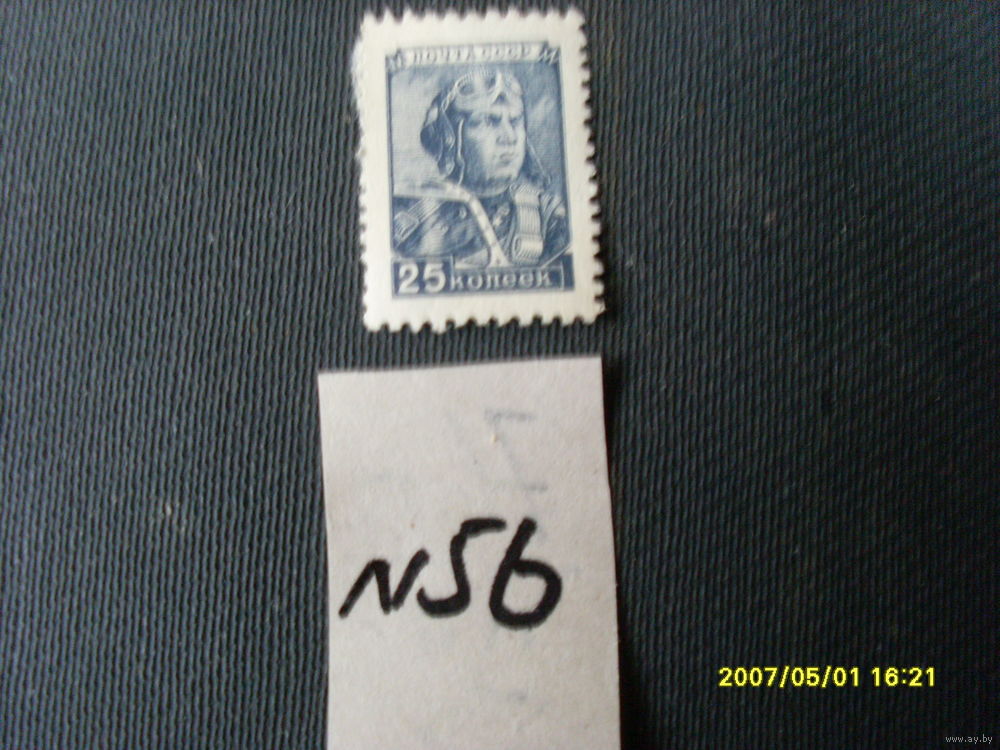 ПОЧТА СССР
25 копеек
N56
2007/05/01 16:21
www.ay.by